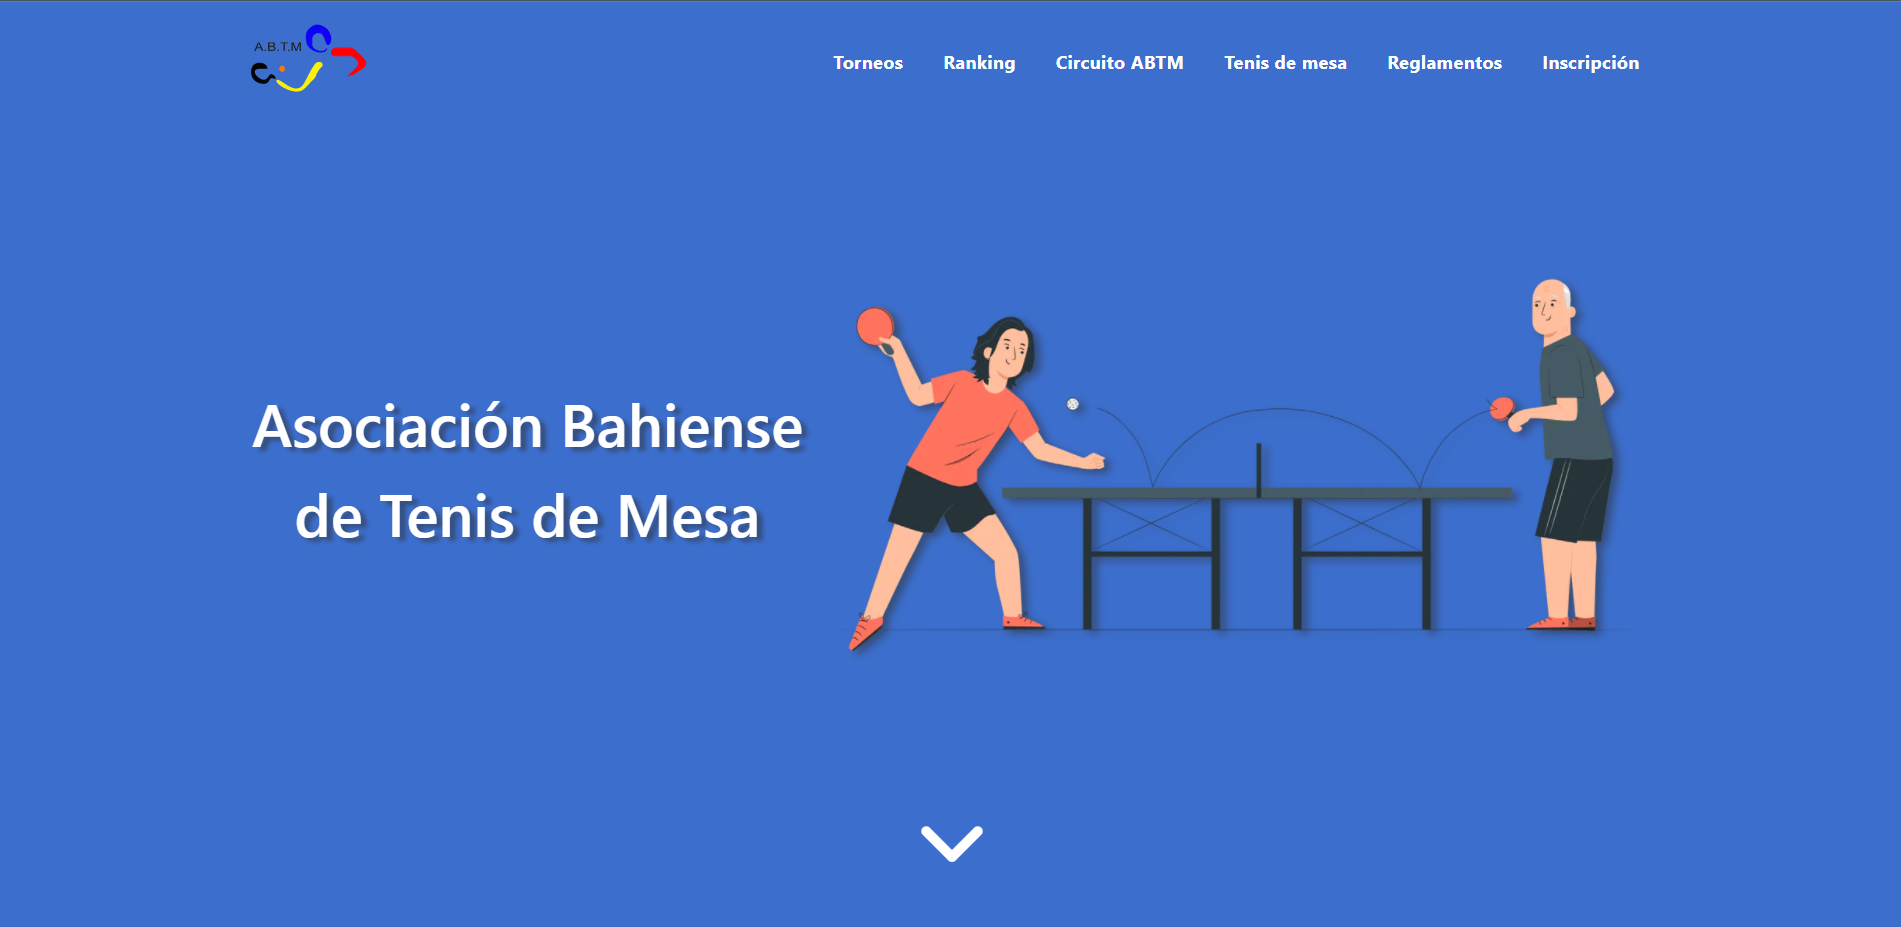 A.B.T.M
Torneos
Ranking
Circuito ABTM
Tenis de mesa
Reglamentos
Inscripción
Asociación Bahiense
de Tenis de Mesa